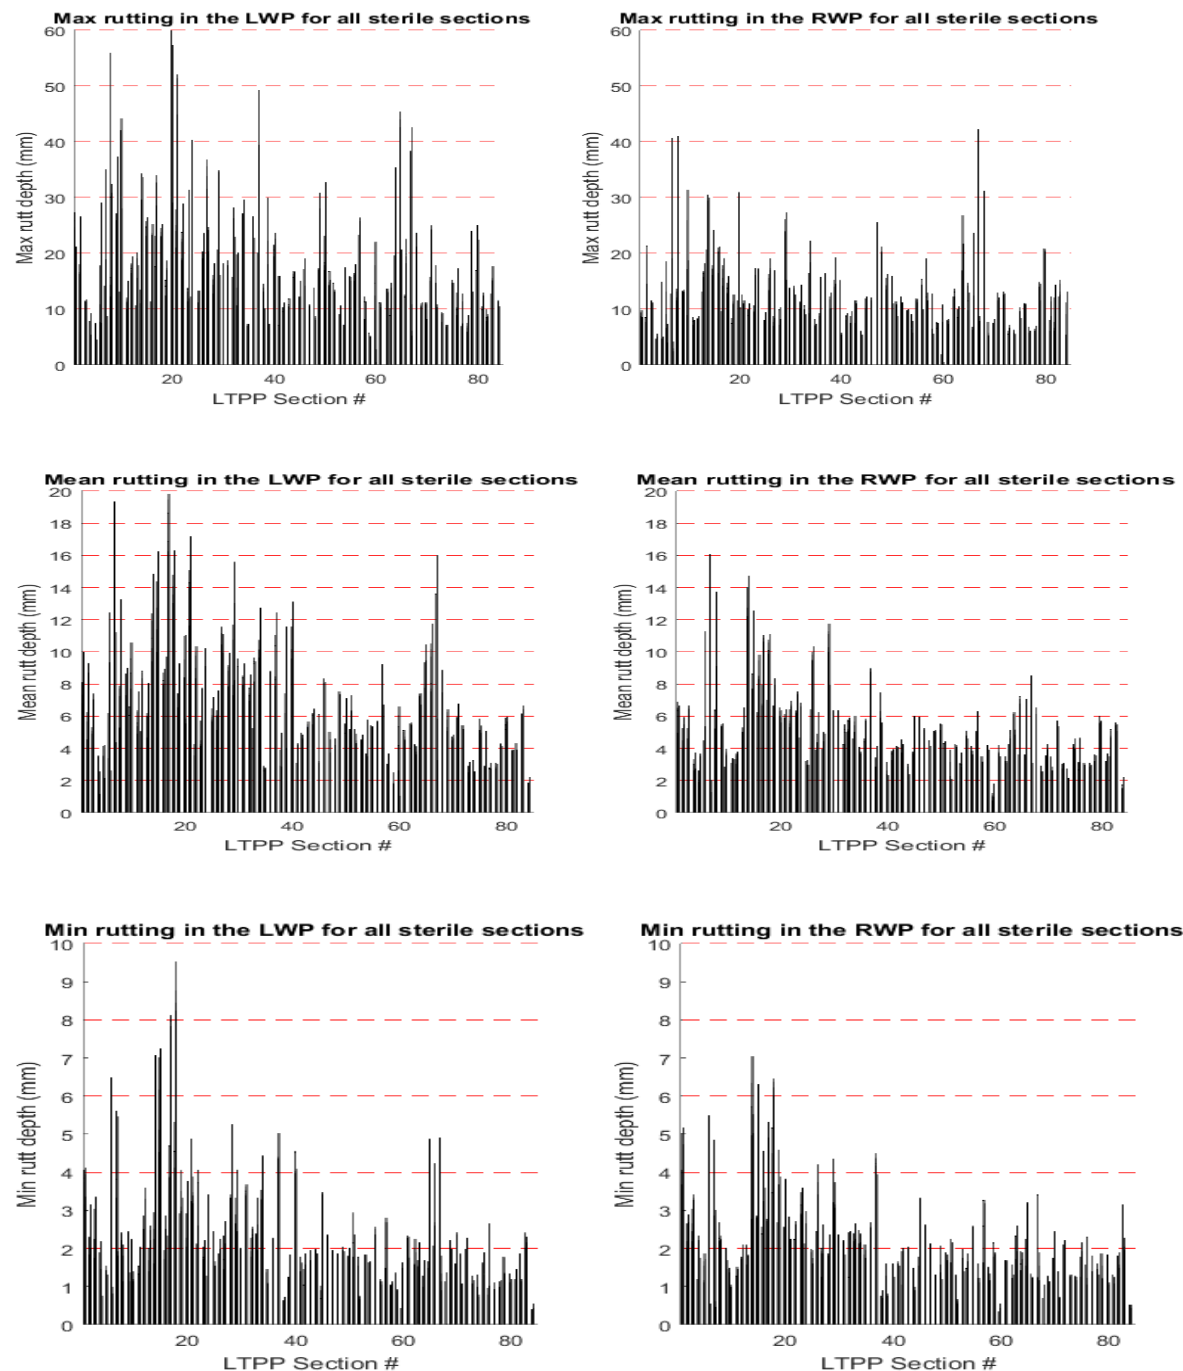 Max rutting in the LWP for all sterile sections
Max rutt depth (mm)
60
50
40
30
20
10
0
20 40 60 80
LTPP Section #
Max rutting in the RWP for all sterile sections
Max rutt depth (mm)
60
50
40
30
20
10
0
20 40 60 80
LTPP Section #
Mean rutting in the LWP for all sterile sections
Mean rutt depth (mm)
20
18
16
14
12
10
8
6
4
2
0
20 40 60 80
LTPP Section #
Mean rutting in the RWP for all sterile sections
Mean rutt depth (mm)
20
18
16
14
12
10
8
6
4
2
0
20 40 60 80
LTPP Section #
Min rutting in the LWP for all sterile sections
Min rutt depth (mm)
10
9
8
7
6
5
4
3
2
1
0
20 40 60 80
LTPP Section #
Min rutting in the RWP for all sterile sections
Min rutt depth (mm)
10
9
8
7
6
5
4
3
2
1
0
20 40 60 80
LTPP Section #